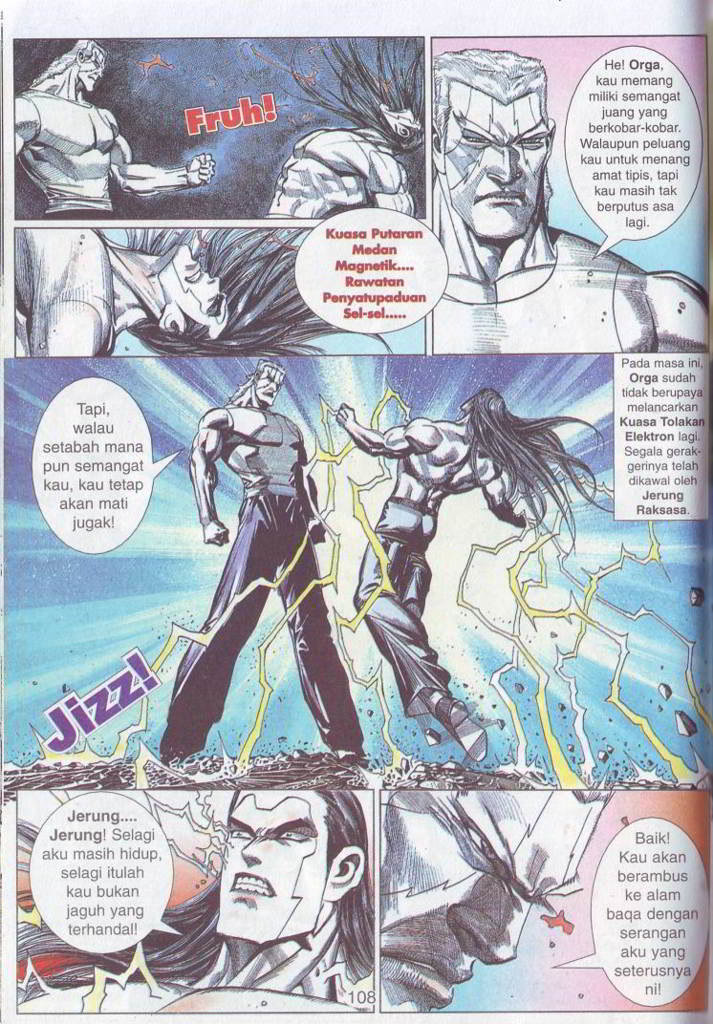 Fruh!
He! Orga,
kau memang
miliki semangat
juang yang
berkobar-kobar.
Walaupun peluang
kau untuk menang
amat tipis, tapi
kau masih tak
berputus asa
lagi.
Kuasa Putaran
Medan
Magnetik....
Rawatan
Penyatupaduan
Sel-sel.....
Tapi,
walau
setabah mana
pun semangat
kau, kau tetap
akan mati
jugak!
Pada masa ini,
Orga sudah
tidak berupaya
melancarkan
Kuasa Tolakan
Elektron lagi.
Segala gerak-
gerinya telah
dikawal oleh
Jerung
Raksasa.
Jizz!
Jerung....
Jerung! Selagi
aku masih hidup,
selagi itulah
kau bukan
jaguh yang
terhandal!
Baik!
Kau akan
berambus
ke alam
baqa dengan
serangan
aku yang
seterusnya
ni!
108